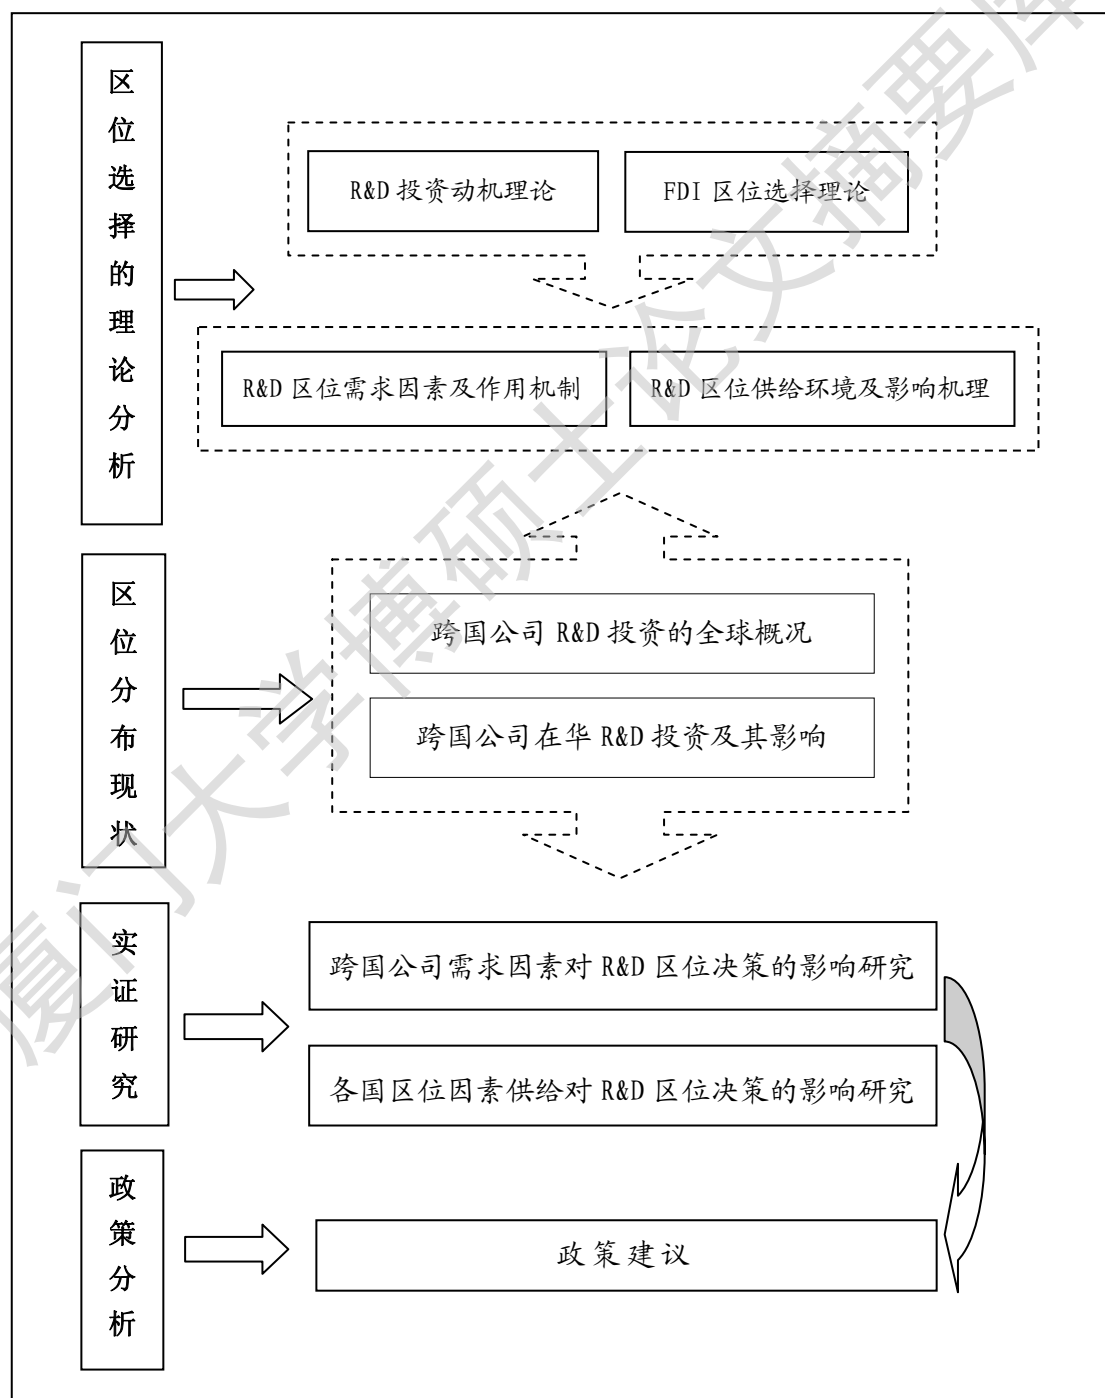 区位选择的理论分析
R&D 投资动机理论
FDI 区位选择理论
R&D 区位需求因素及作用机制
R&D 区位供给环境及影响机理
区位分布现状
跨国公司 R&D 投资的全球概况
跨国公司在华 R&D 投资及其影响
实证研究
跨国公司需求因素对 R&D 区位决策的影响研究
各国区位因素供给对 R&D 区位决策的影响研究
政策分析
政策建议
厦门大学博硕士论文摘要库